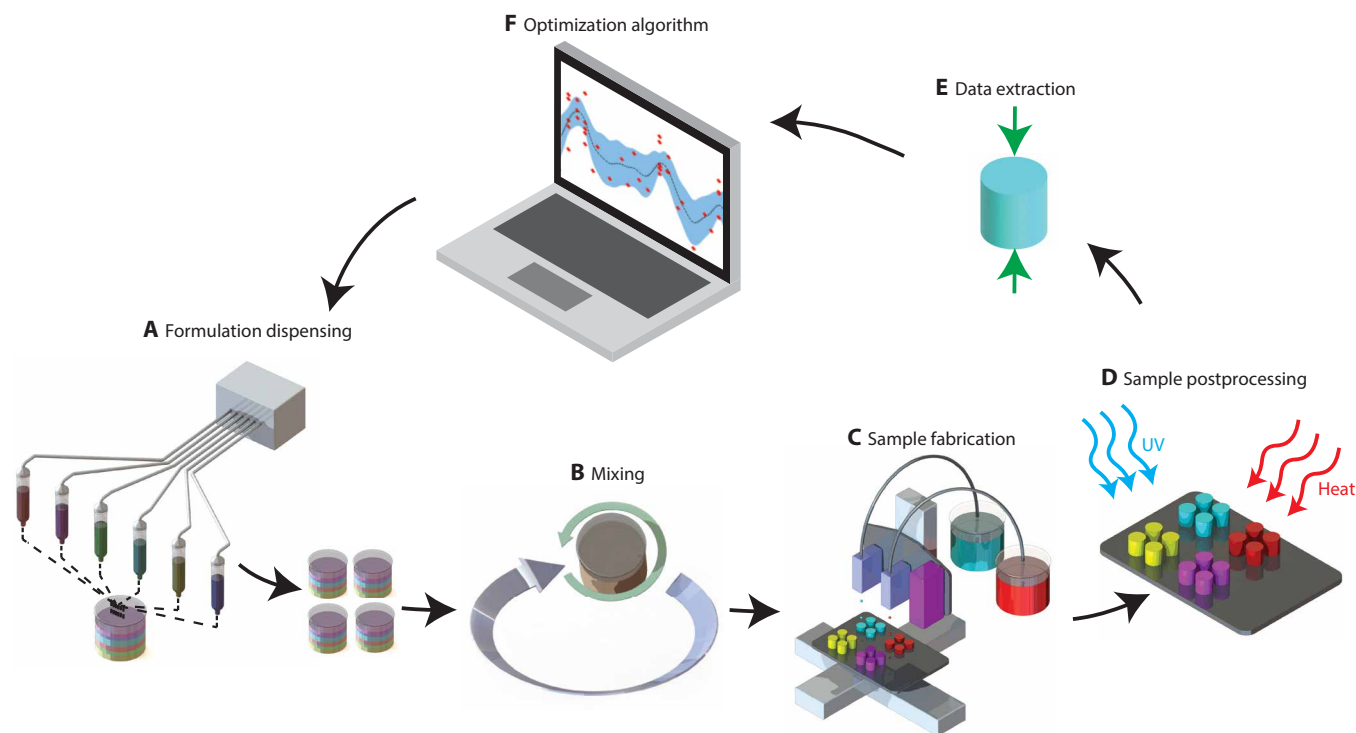 F Optimization algorithm
E Data extraction
A Formulation dispensing
D Sample postprocessing
C Sample fabrication
UV
B Mixing
Heat